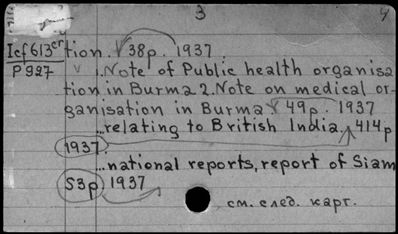 3 4
Icf613er tion. 38p. 1937.
P927 1. Note of Public health organisa
tion in Burma 2. Note on medical or-
ganisation in Burma 49p. 1937
...relating to British India, 414p
1937.
...national reports, report of Siam
53p 1937
см. след. карт.